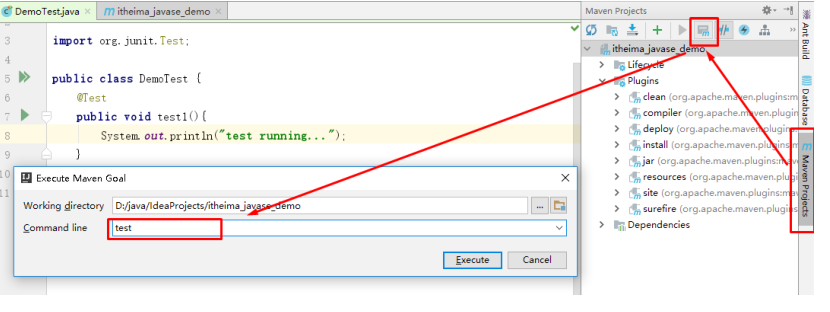 DemoTest.java
itheima_javase_demo
Maven Projects
3 import org.junit.Test;
4
5 public class DemoTest {
6 @Test
7 public void test1(){
8 System.out.println("test running...");
9 }
10
11
itheima_javase_demo
Lifecycle
Plugins
clean (org.apache.maven.plugins:m
compiler (org.apache.maven.plugi
deploy (org.apache.maven.plugins
install (org.apache.maven.plugins:
jar (org.apache.maven.plugins:mav
resources (org.apache.maven.plug
site (org.apache.maven.plugins:ma
surefire (org.apache.maven.plugin
Dependencies
Ant Build
Database
Maven Projects
Execute Maven Goal
Working directory D:/java/IdeaProjects/itheima_javase_demo
...
Command line test
Execute
Cancel